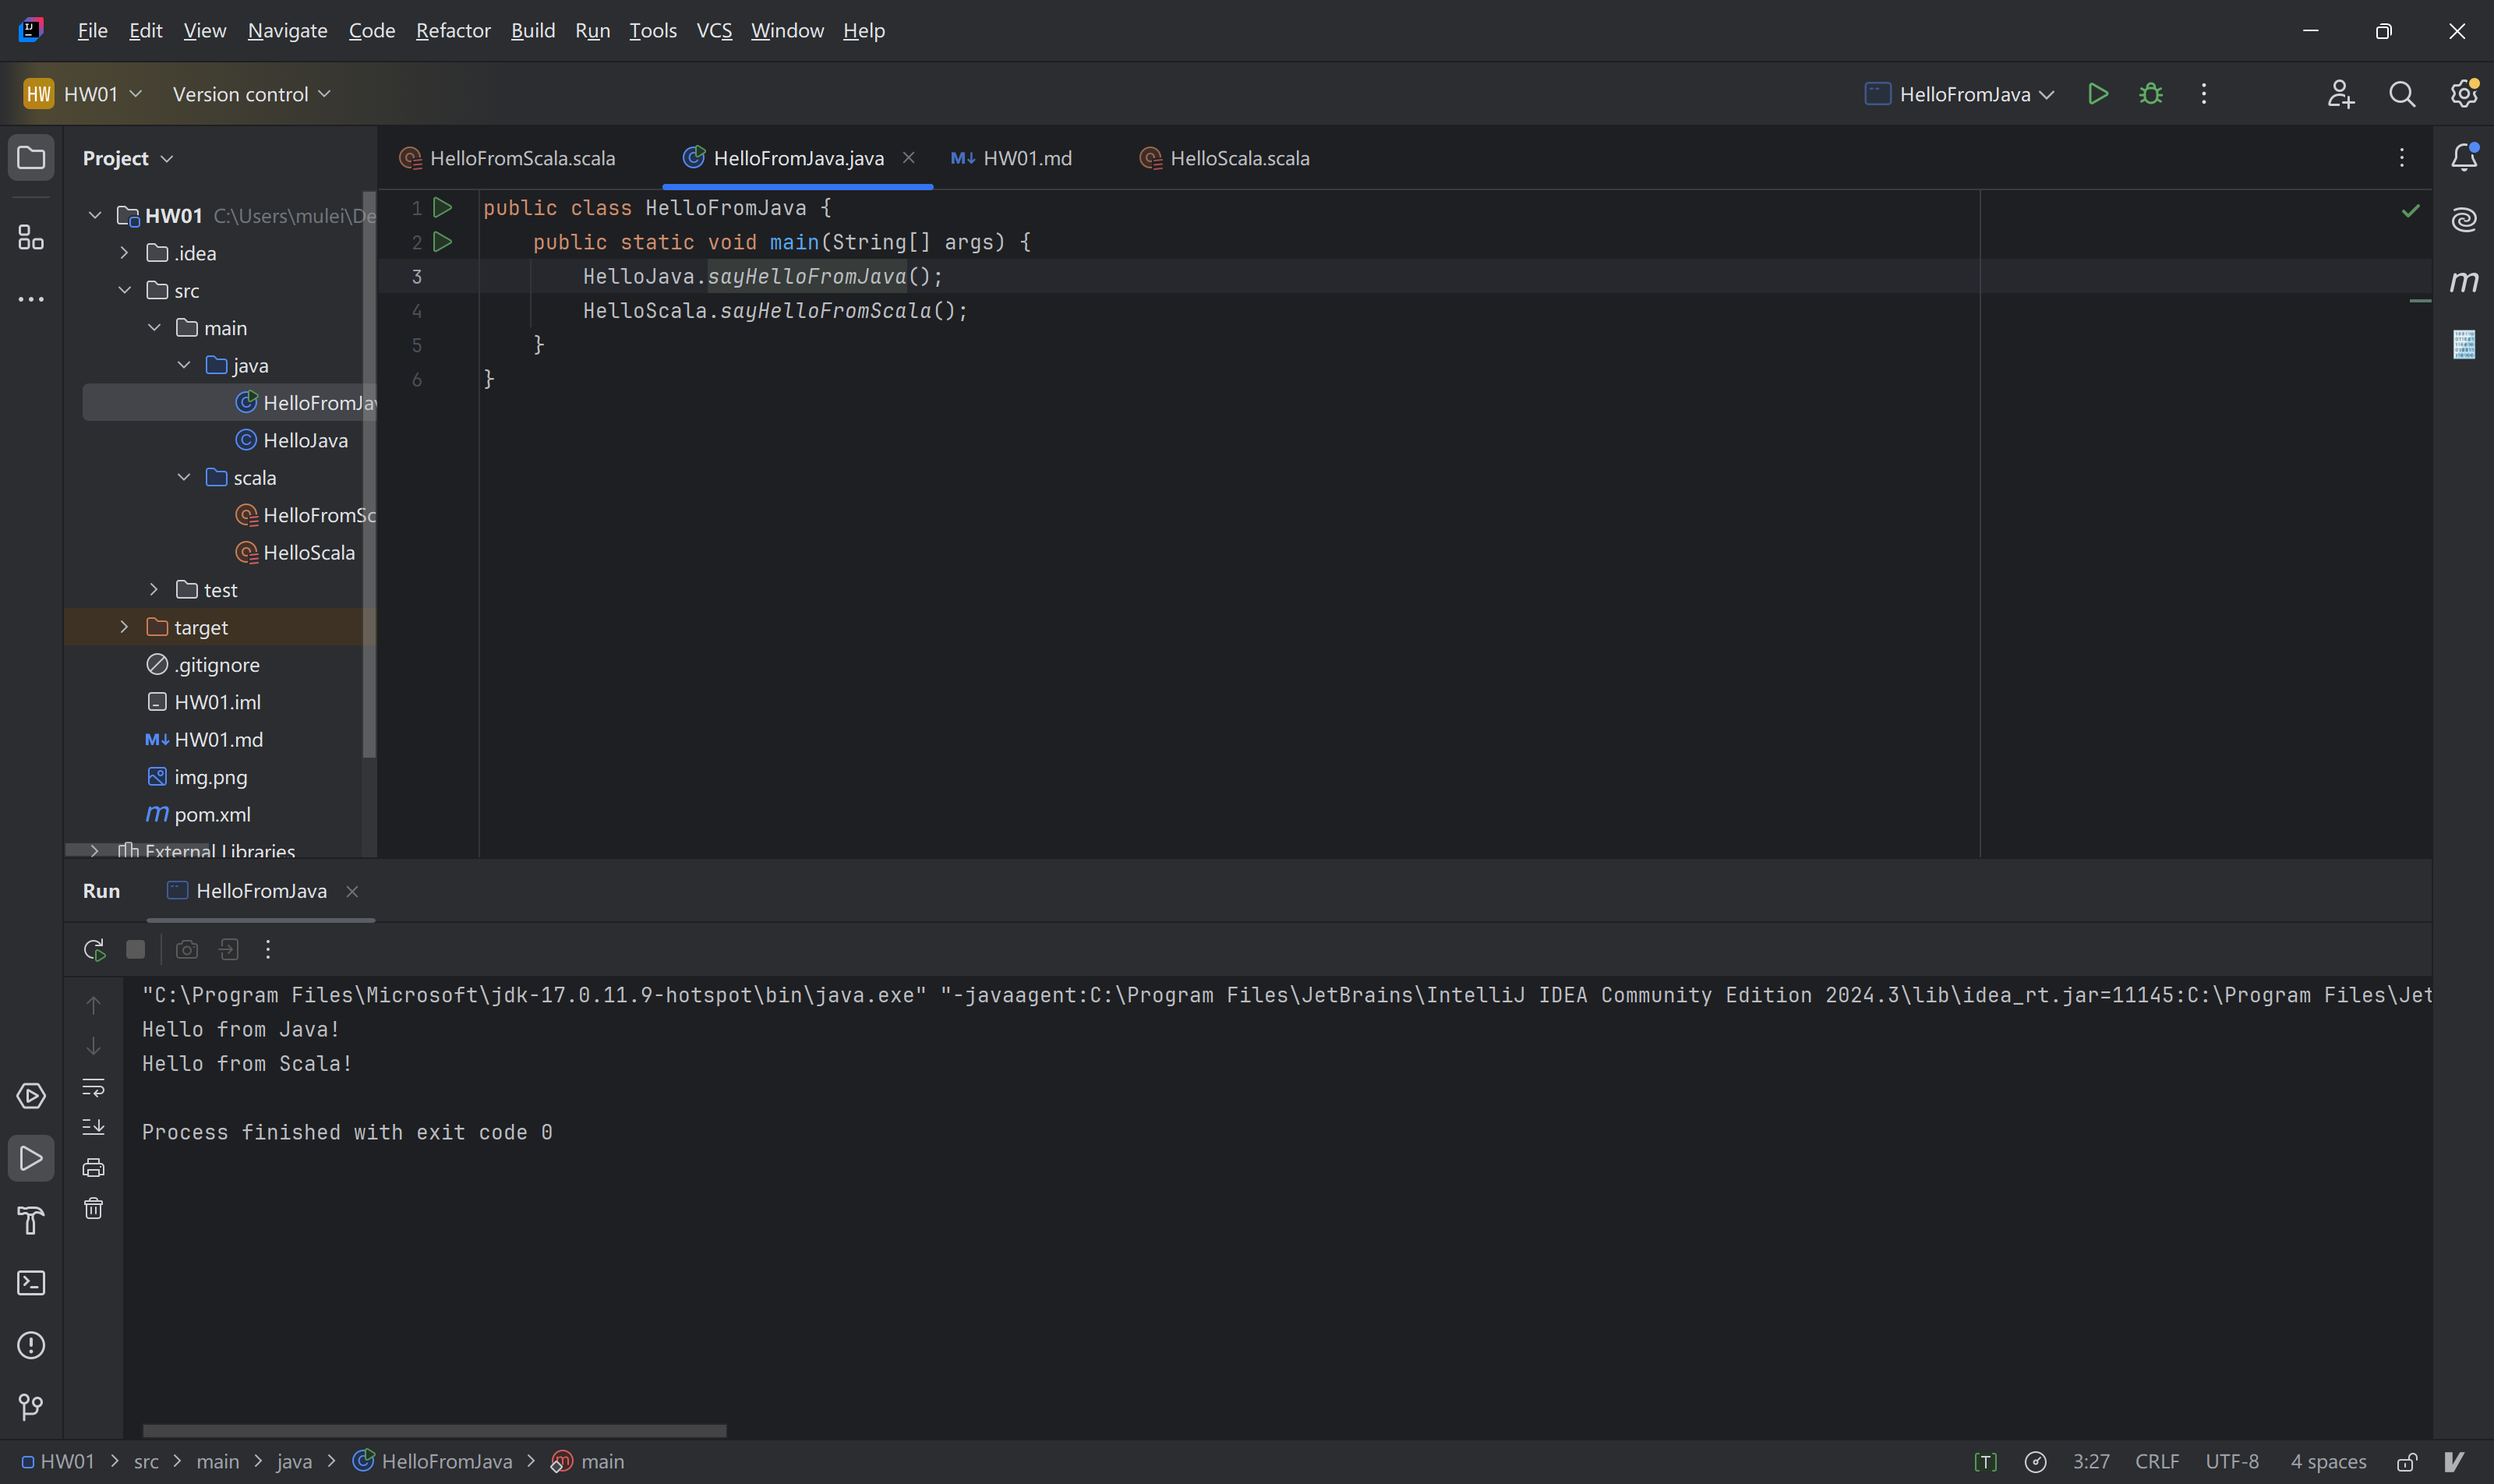 File Edit View Navigate Code Refactor Build Run Tools VCS Window Help
HW HW01 Version control HelloFromJava
Project
HelloFromScala.scala HelloFromJava.java HW01.md HelloScala.scala
HW01 C:\Users\mulei\De
.idea
src
main
java
HelloFromJav
HelloJava
scala
HelloFromSc
HelloScala
test
target
.gitignore
HW01.iml
HW01.md
img.png
pom.xml
External Libraries
1 public class HelloFromJava {
2 public static void main(String[] args) {
3 HelloJava.sayHelloFromJava();
4 HelloScala.sayHelloFromScala();
5 }
6 }
Run HelloFromJava
"C:\Program Files\Microsoft\jdk-17.0.11.9-hotspot\bin\java.exe" "-javaagent:C:\Program Files\JetBrains\IntelliJ IDEA Community Edition 2024.3\lib\idea_rt.jar=11145:C:\Program Files\Jet
Hello from Java!
Hello from Scala!
Process finished with exit code 0
HW01 > src > main > java > HelloFromJava > main [T] 3:27 CRLF UTF-8 4 spaces